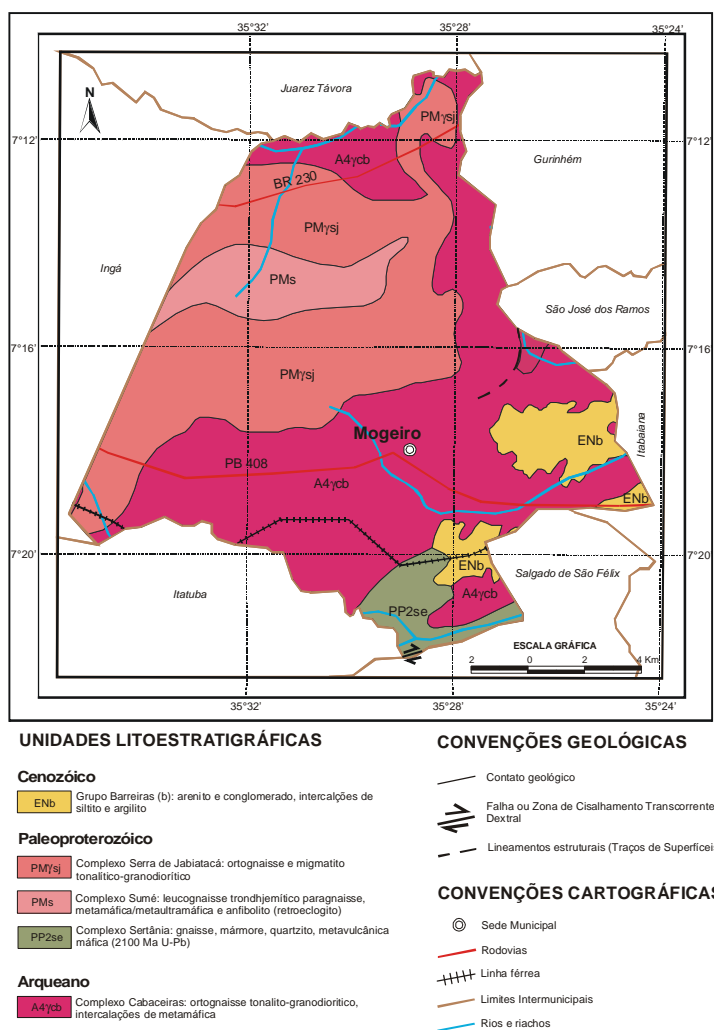 35°32'
35°28'
35°24'
Juarez Távora
N
PMγsj
7°12'
7°12'
A4γcb
Gurinhém
BR 230
PMγsj
Ingá
PMs
São José dos Ramos
7°16'
7°16'
PMγsj
Mogeiro
ENb
Itabaiana
PB 408
A4γcb
ENb
7°20'
7°20'
ENb
Salgado de São Félix
Itatuba
A4γcb
PP2se
ESCALA GRÁFICA
2 0 2 4 Km
35°32'
35°28'
35°24'
UNIDADES LITOESTRATIGRÁFICAS
Cenozóico
ENb
Grupo Barreiras (b): arenito e conglomerado, intercalções de
siltito e argilito
Paleoproterozóico
PMγsj
Complexo Serra de Jabiatacá: ortognaisse e migmatito
tonalítico-granodiorítico
PMs
Complexo Sumé: leucognaisse trondhjemítico paragnaisse,
metamáfica/metaultramáfica e anfibolito (retroeclogito)
PP2se
Complexo Sertânia: gnaisse, mármore, quartzito, metavulcânica
máfica (2100 Ma U-Pb)
Arqueano
A4γcb
Complexo Cabaceiras: ortognaisse tonalito-granodioritico,
intercalações de metamáfica
CONVENÇÕES GEOLÓGICAS
Contato geológico
Falha ou Zona de Cisalhamento Transcorrente
Dextral
Lineamentos estruturais (Traços de Superfície
CONVENÇÕES CARTOGRÁFICAS
Sede Municipal
Rodovias
Linha férrea
Limites Intermunicipais
Rios e riachos